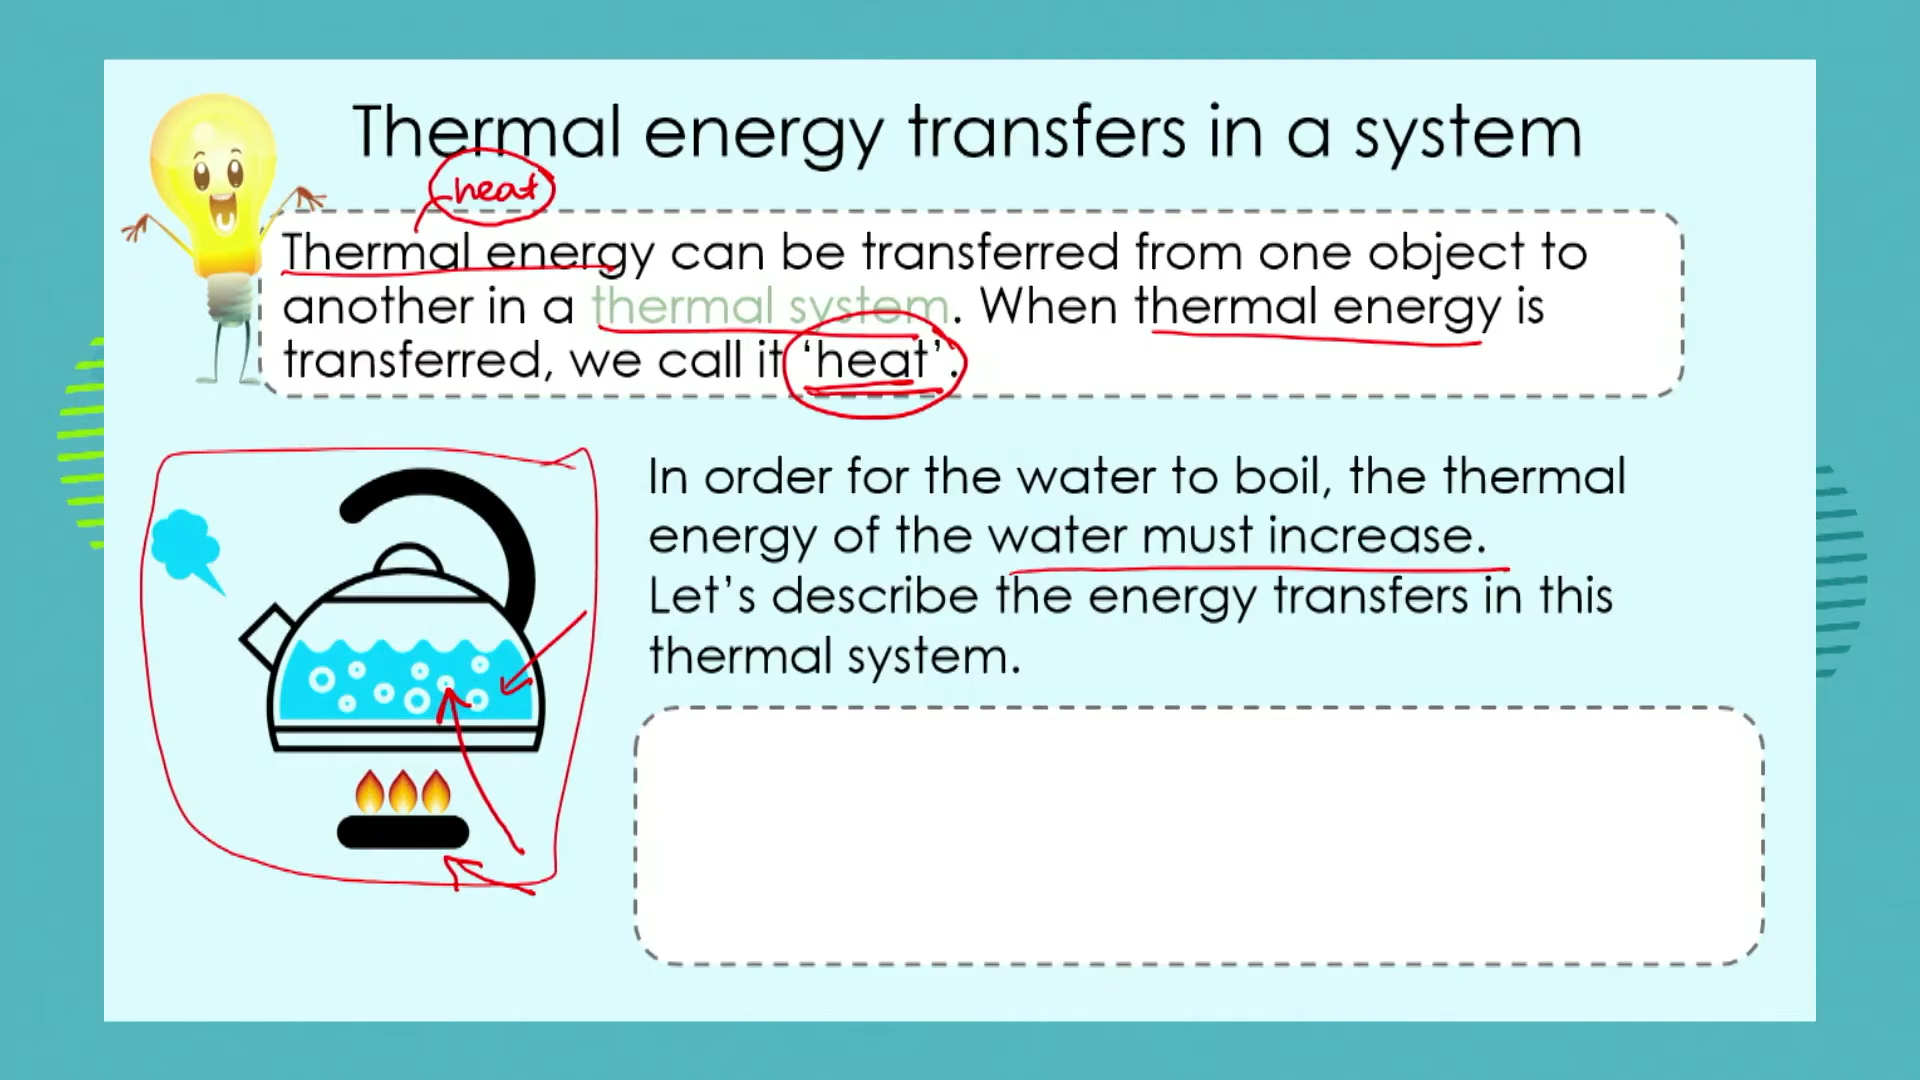 Thermal energy transfers in a system
heat
Thermal energy can be transferred from one object to
another in a thermal system. When thermal energy is
transferred, we call it ‘heat’.
In order for the water to boil, the thermal
energy of the water must increase.
Let’s describe the energy transfers in this
thermal system.